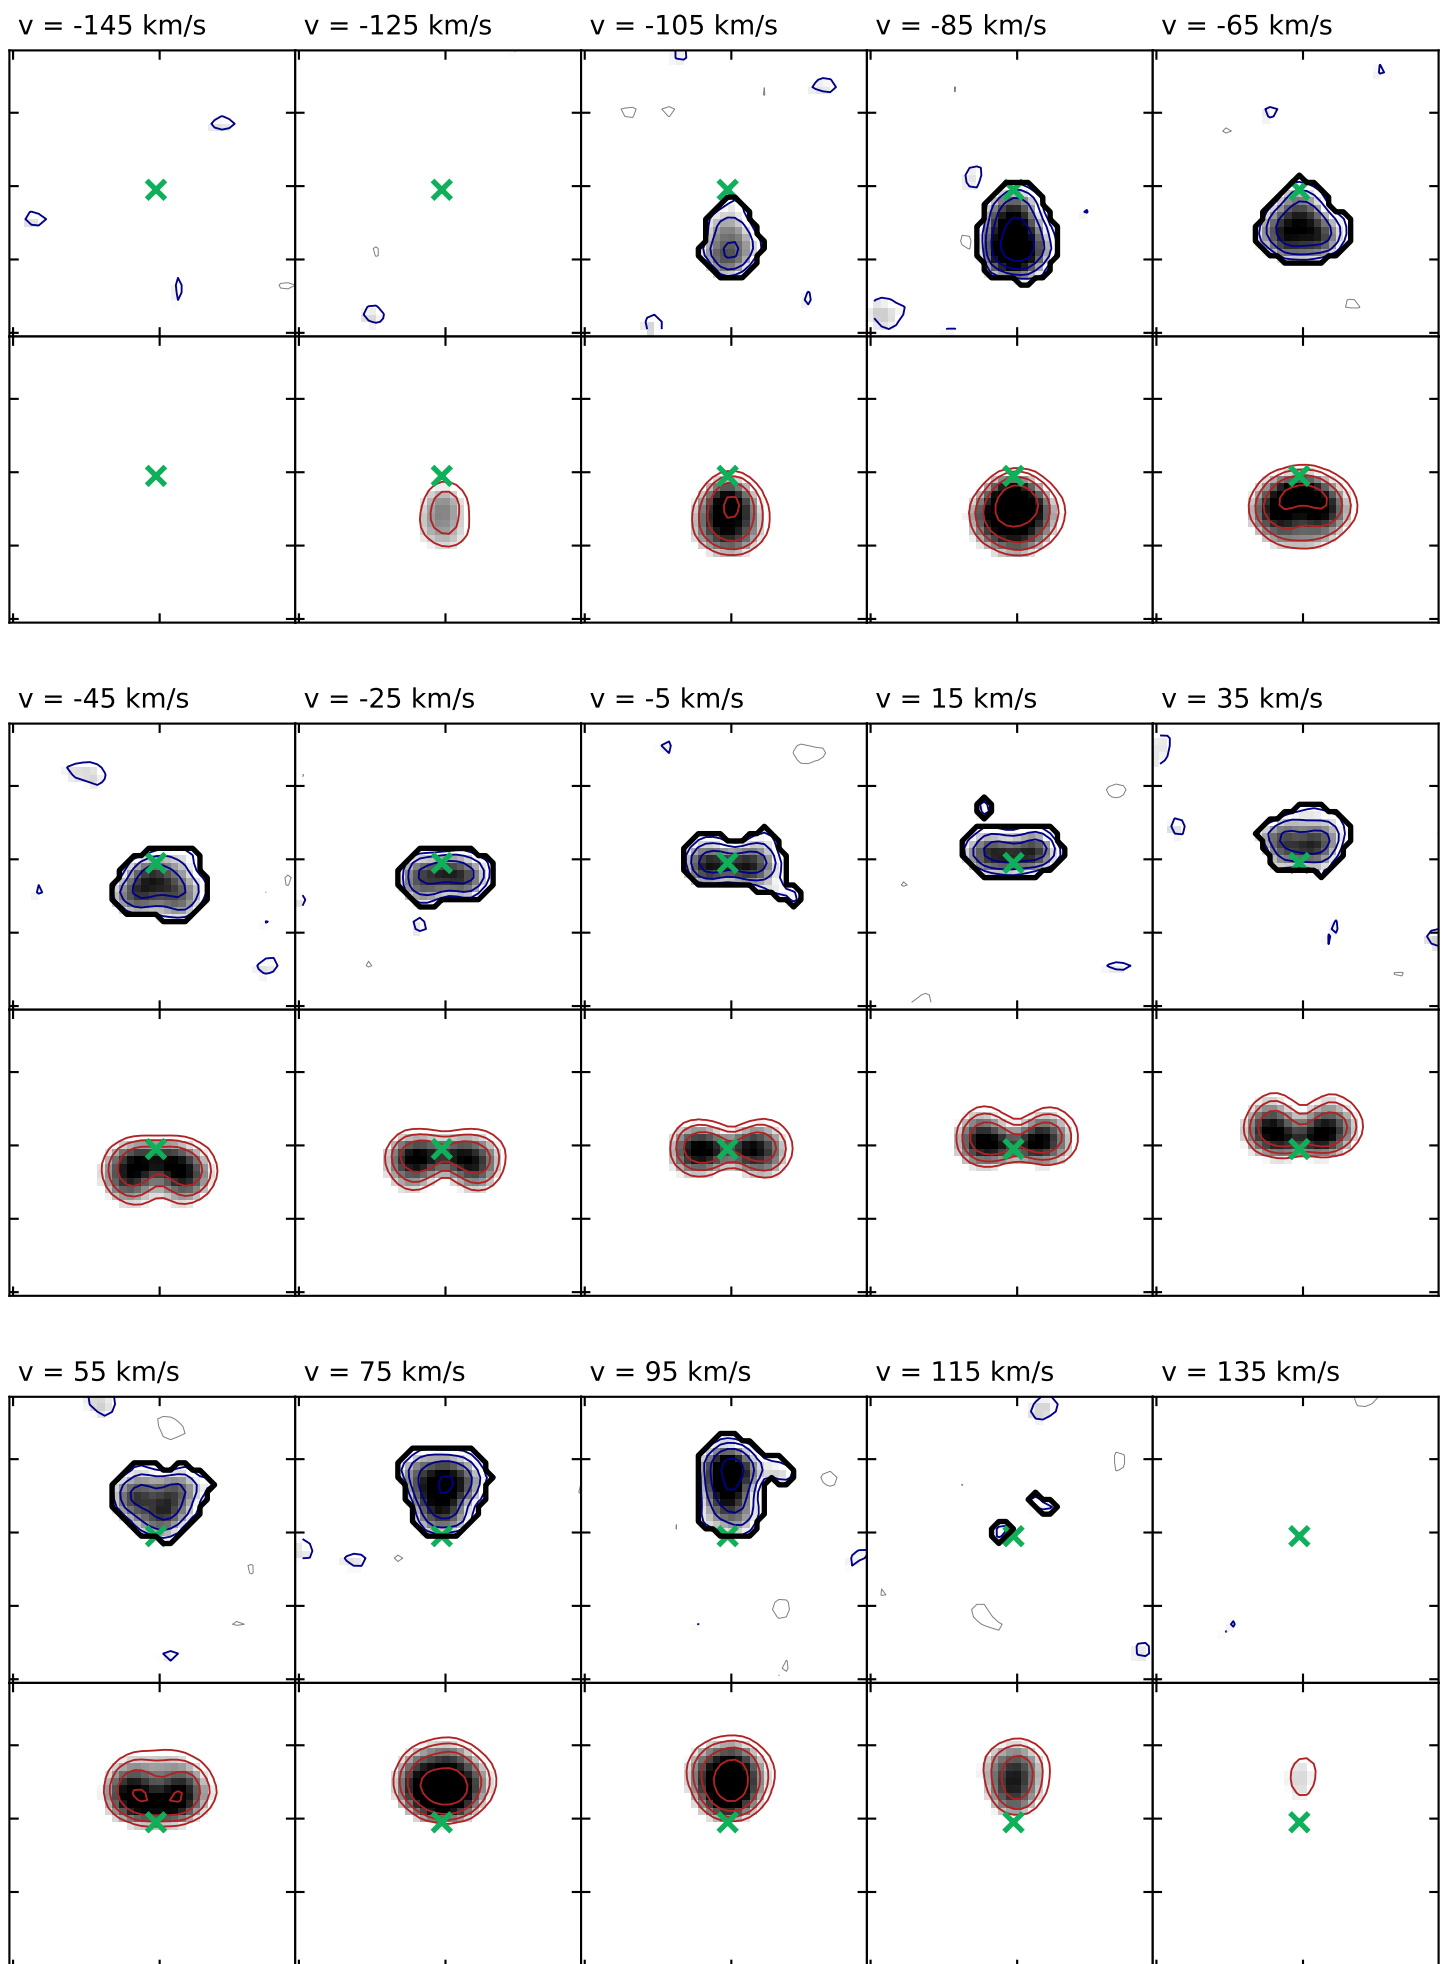 v = -145 km/s
v = -125 km/s
v = -105 km/s
v = -85 km/s
v = -65 km/s
v = -45 km/s
v = -25 km/s
v = -5 km/s
v = 15 km/s
v = 35 km/s
v = 55 km/s
v = 75 km/s
v = 95 km/s
v = 115 km/s
v = 135 km/s